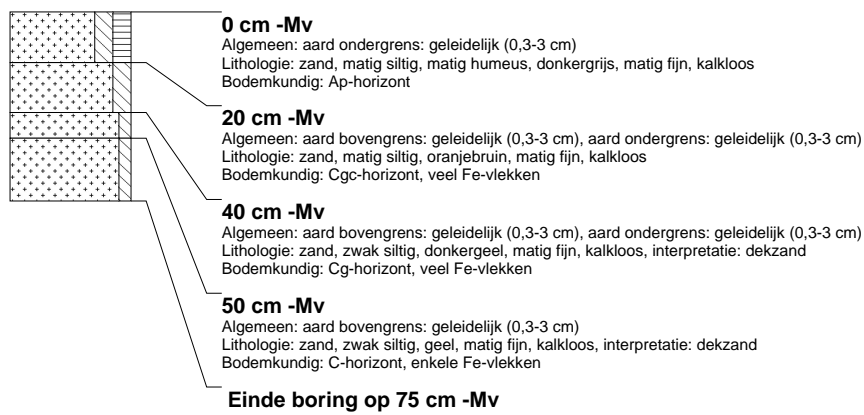 0 cm -Mv
Algemeen: aard ondergrens: geleidelijk (0,3-3 cm)
Lithologie: zand, matig siltig, matig humeus, donkergrijs, matig fijn, kalkloos
Bodemkundig: Ap-horizont
20 cm -Mv
Algemeen: aard bovengrens: geleidelijk (0,3-3 cm), aard ondergrens: geleidelijk (0,3-3 cm)
Lithologie: zand, matig siltig, oranjebruin, matig fijn, kalkloos
Bodemkundig: Cgc-horizont, veel Fe-vlekken
40 cm -Mv
Algemeen: aard bovengrens: geleidelijk (0,3-3 cm), aard ondergrens: geleidelijk (0,3-3 cm)
Lithologie: zand, zwak siltig, donkergeel, matig fijn, kalkloos, interpretatie: dekzand
Bodemkundig: Cg-horizont, veel Fe-vlekken
50 cm -Mv
Algemeen: aard bovengrens: geleidelijk (0,3-3 cm)
Lithologie: zand, zwak siltig, geel, matig fijn, kalkloos, interpretatie: dekzand
Bodemkundig: C-horizont, enkele Fe-vlekken
Einde boring op 75 cm -Mv